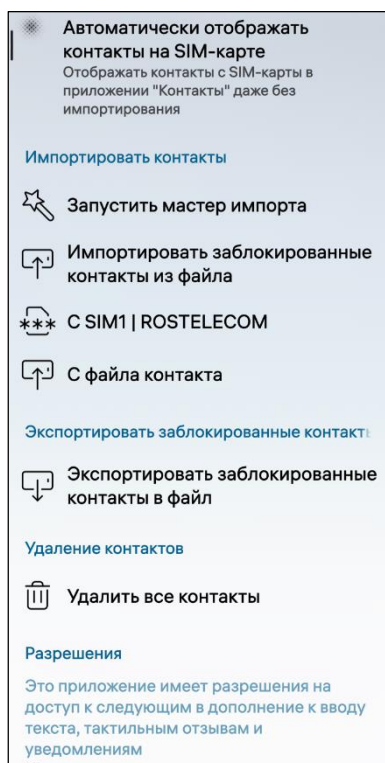 Автоматически отображать
контакты на SIM-карте
Отображать контакты с SIM-карты в
приложении "Контакты" даже без
импортирования
Импортировать контакты
Запустить мастер импорта
Импортировать заблокированные
контакты из файла
С SIM1 | ROSTELECOM
С файла контакта
Экспортировать заблокированные контакт
Экспортировать заблокированные
контакты в файл
Удаление контактов
Удалить все контакты
Разрешения
Это приложение имеет разрешения на
доступ к следующим в дополнение к вводу
текста, тактильным отзывам и
уведомлениям